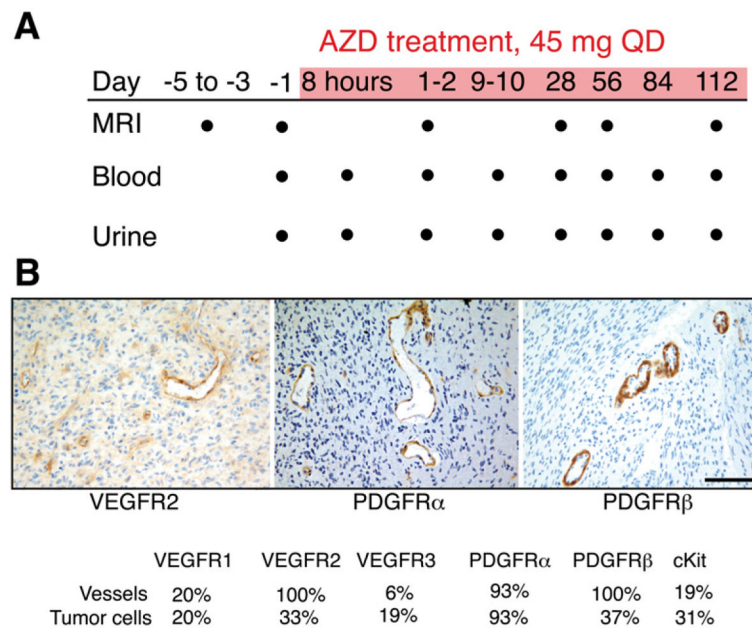 A
AZD treatment, 45 mg QD
Day -5 to -3 -1 8 hours 1-2 9-10 28 56 84 112
MRI
Blood
Urine
B
VEGFR2 PDGFRα PDGFRβ
VEGFR1 VEGFR2 VEGFR3 PDGFRα PDGFRβ cKit
Vessels 20% 100% 6% 93% 100% 19%
Tumor cells 20% 33% 19% 93% 37% 31%